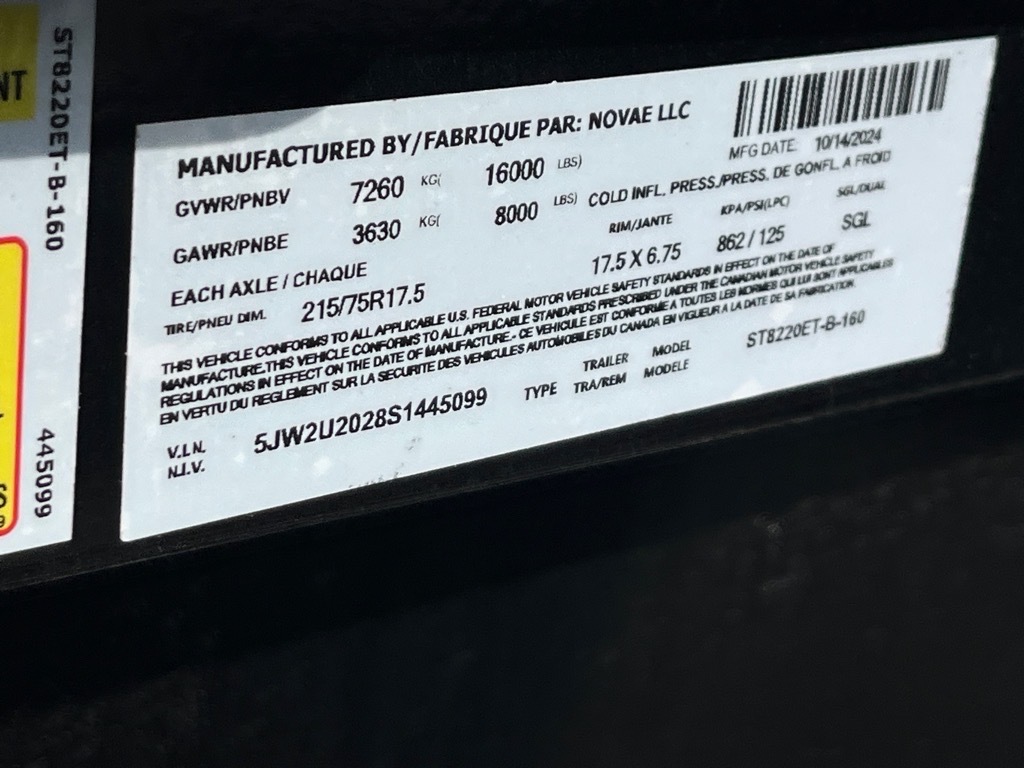 NT
ST8220ET-B-160
445099
MANUFACTURED BY/FABRIQUE PAR: NOVAE LLC
MFG DATE: 10/14/2024
GVWR/PNBV 7260 KG( 16000 LBS)
GAWR/PNBE 3630 KG( 8000 LBS) COLD INFL. PRESS./PRESS. DE GONFL. A FROID
EACH AXLE / CHAQUE RIM/JANTE KPA/PSI(LPC) SGL/DUAL
TIRE/PNEU DIM. 215/75R17.5 17.5 X 6.75 862 / 125 SGL
THIS VEHICLE CONFORMS TO ALL APPLICABLE U.S. FEDERAL MOTOR VEHICLE SAFETY STANDARDS IN EFFECT ON THE DATE OF
MANUFACTURE.THIS VEHICLE CONFORMS TO ALL APPLICABLE STANDARDS PRESCRIBED UNDER THE CANADIAN MOTOR VEHICLE SAFETY
REGULATIONS IN EFFECT ON THE DATE OF MANUFACTURE.- CE VEHICULE EST CONFORME A TOUTES LES NORMES QUI LUI SONT APPLICABLES
EN VERTU DU REGLEMENT SUR LA SECURITE DES VEHICULES AUTOMOBILES DU CANADA EN VIGUEUR A LA DATE DE SA FABRICATION.
V.I.N. 5JW2U2028S1445099 TYPE TRAILER MODEL ST8220ET-B-160
N.I.V. TRA/REM MODELE